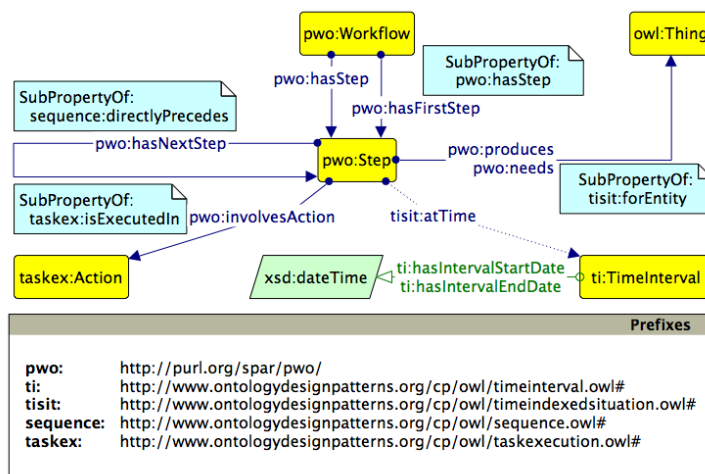 pwo:Workflow
owl:Thing
SubPropertyOf:
pwo:hasStep
pwo:hasStep
pwo:hasFirstStep
SubPropertyOf:
sequence:directlyPrecedes
pwo:hasNextStep
pwo:Step
pwo:produces
pwo:needs
SubPropertyOf:
tisit:forEntity
SubPropertyOf:
taskex:isExecutedIn
pwo:involvesAction
tisit:atTime
taskex:Action
xsd:dateTime
ti:hasIntervalStartDate
ti:hasIntervalEndDate
ti:TimeInterval
Prefixes
pwo: http://purl.org/spar/pwo/
ti: http://www.ontologydesignpatterns.org/cp/owl/timeinterval.owl#
tisit: http://www.ontologydesignpatterns.org/cp/owl/timeindexedsituation.owl#
sequence: http://www.ontologydesignpatterns.org/cp/owl/sequence.owl#
taskex: http://www.ontologydesignpatterns.org/cp/owl/taskexecution.owl#